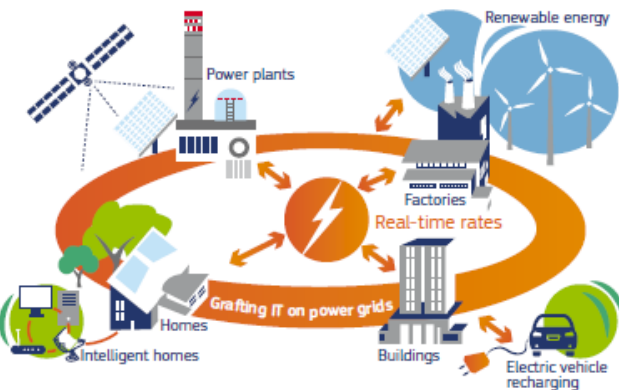 Renewable energy
Power plants
Factories
Real-time rates
Grafting IT on power grids
Homes
Intelligent homes
Buildings
Electric vehicle
recharging